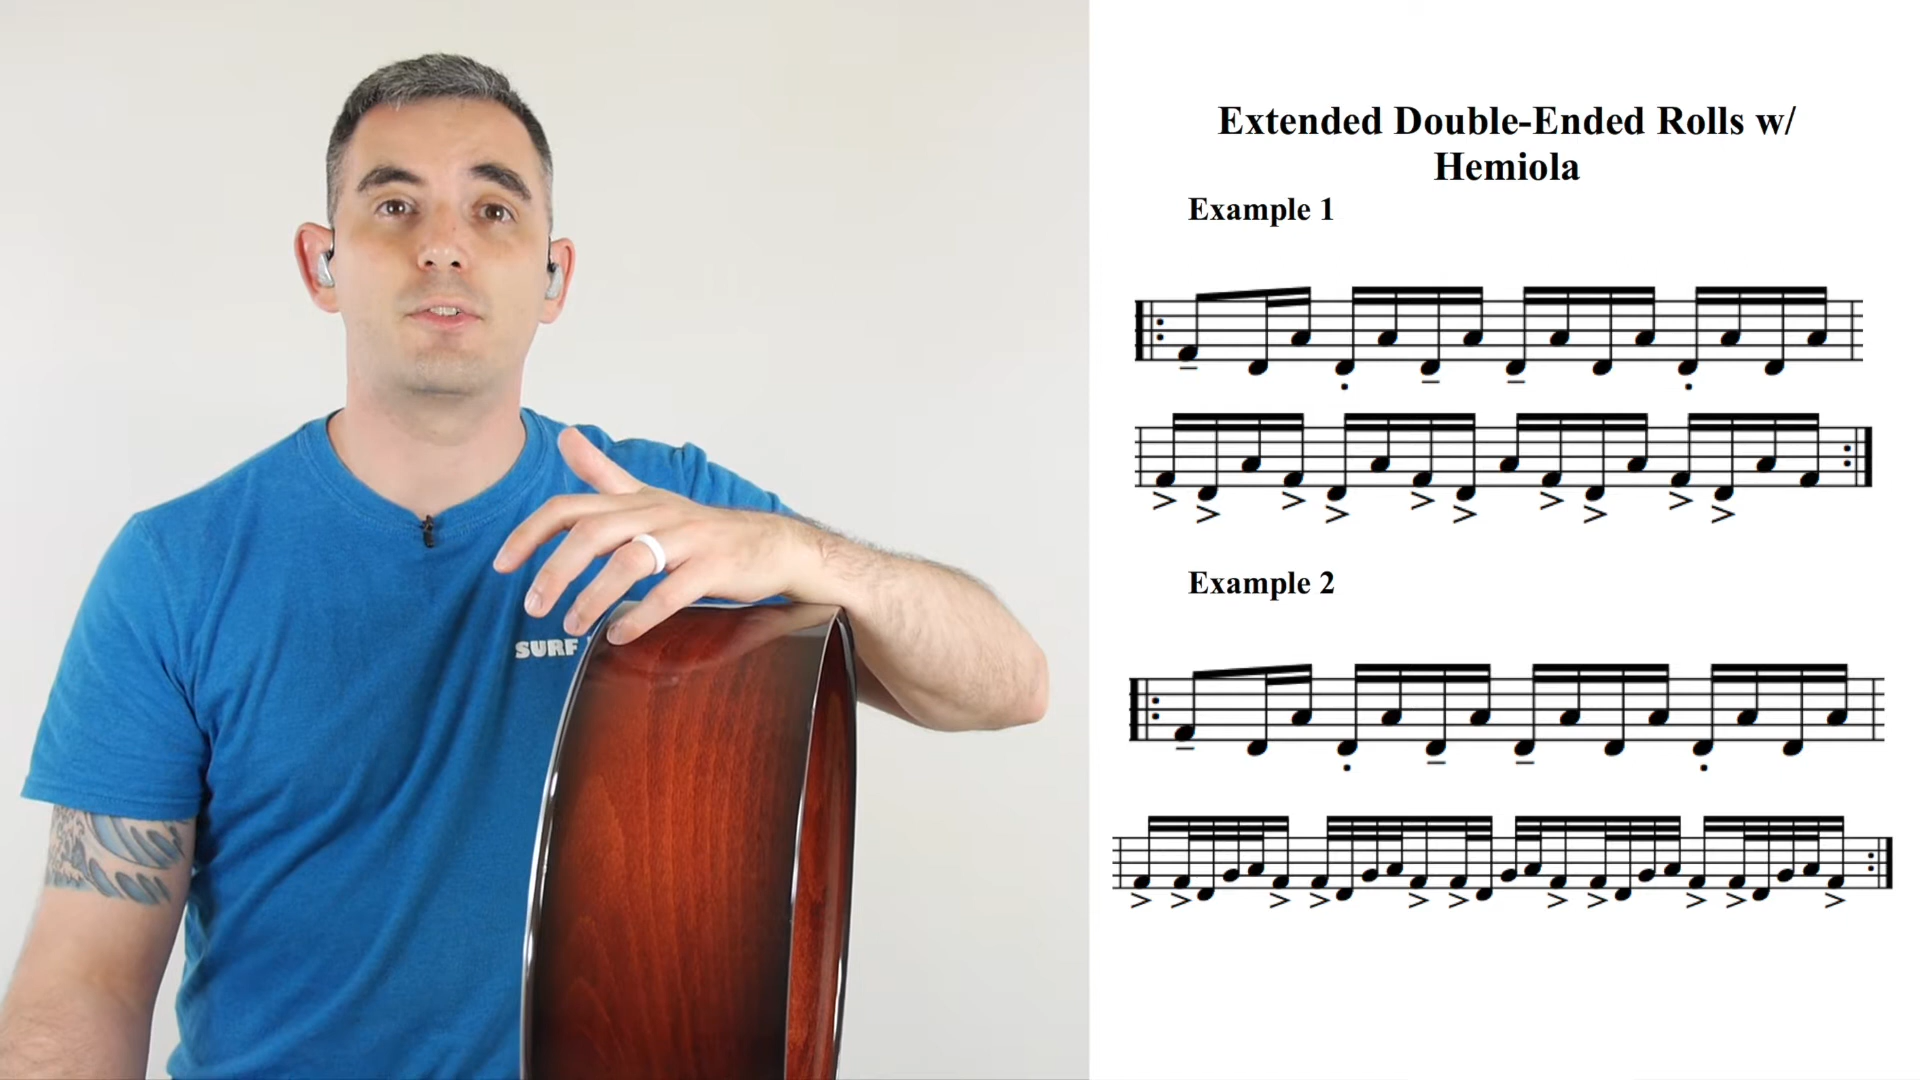 Extended Double-Ended Rolls w/
Hemiola
Example 1
Example 2
SURF